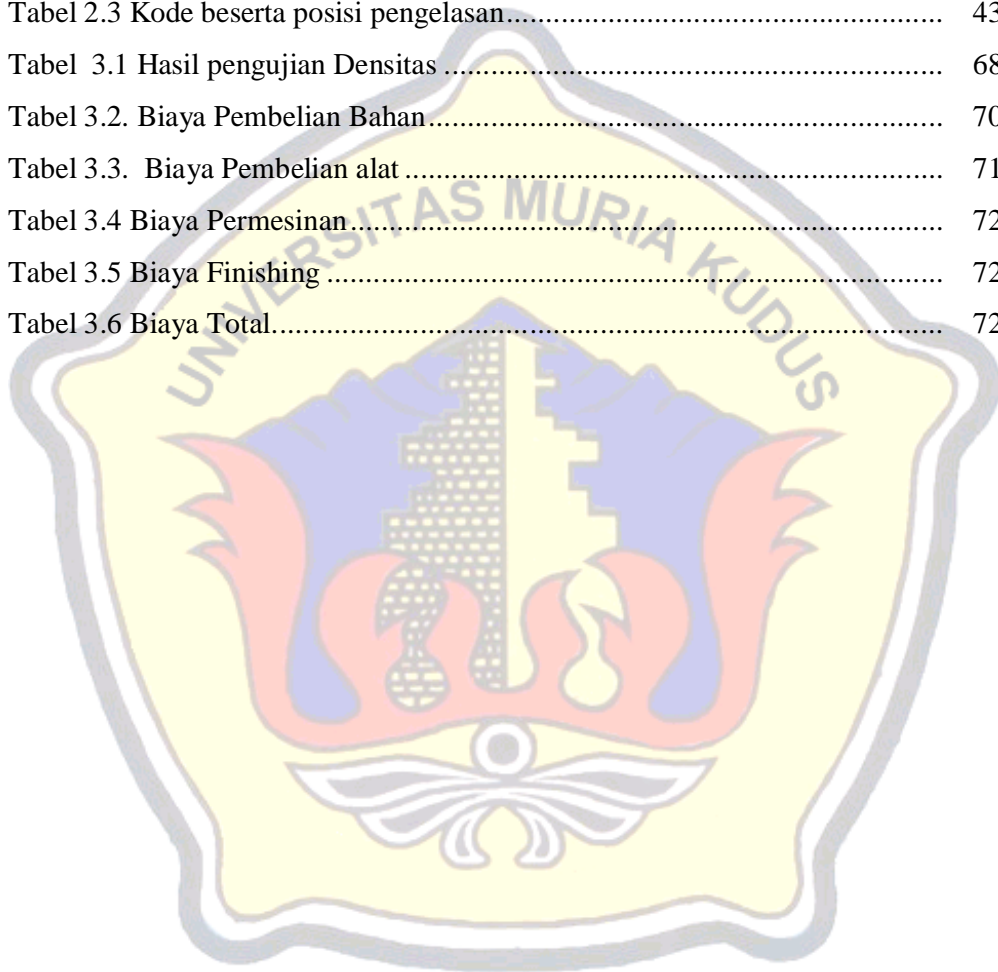 Tabel 2.3 Kode beserta posisi pengelasan.................................................... 43
Tabel  3.1 Hasil pengujian Densitas ............................................................ 68
Tabel 3.2. Biaya Pembelian Bahan.............................................................. 70
Tabel 3.3.  Biaya Pembelian alat ................................................................. 71
Tabel 3.4 Biaya Permesinan........................................................................ 72
Tabel 3.5 Biaya Finishing ........................................................................... 72
Tabel 3.6 Biaya Total.................................................................................. 72
UNIVERSITAS MURIA KUDUS